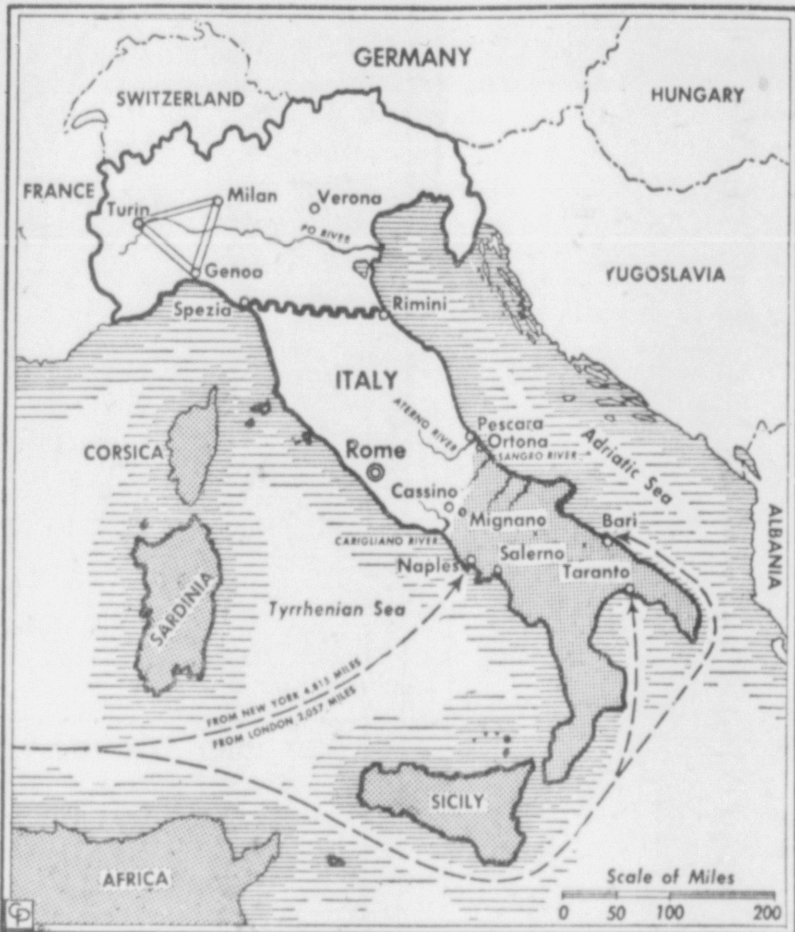 GERMANY
SWITZERLAND
HUNGARY
FRANCE
Milan
Verona
Turin
PO RIVER
Genoa
YUGOSLAVIA
Spezia
Rimini
ITALY
ATERNO RIVER
Pescara
Ortona
SANGRO RIVER
Adriatic Sea
CORSICA
Rome
Cassino
Mignano
Bari
CARIGLIANO RIVER
Naples
Salerno
Taranto
ALBANIA
SARDINIA
Tyrrhenian Sea
FROM NEW YORK 4,815 MILES
FROM LONDON 2,057 MILES
SICILY
AFRICA
Scale of Miles
0 50 100 200
CP